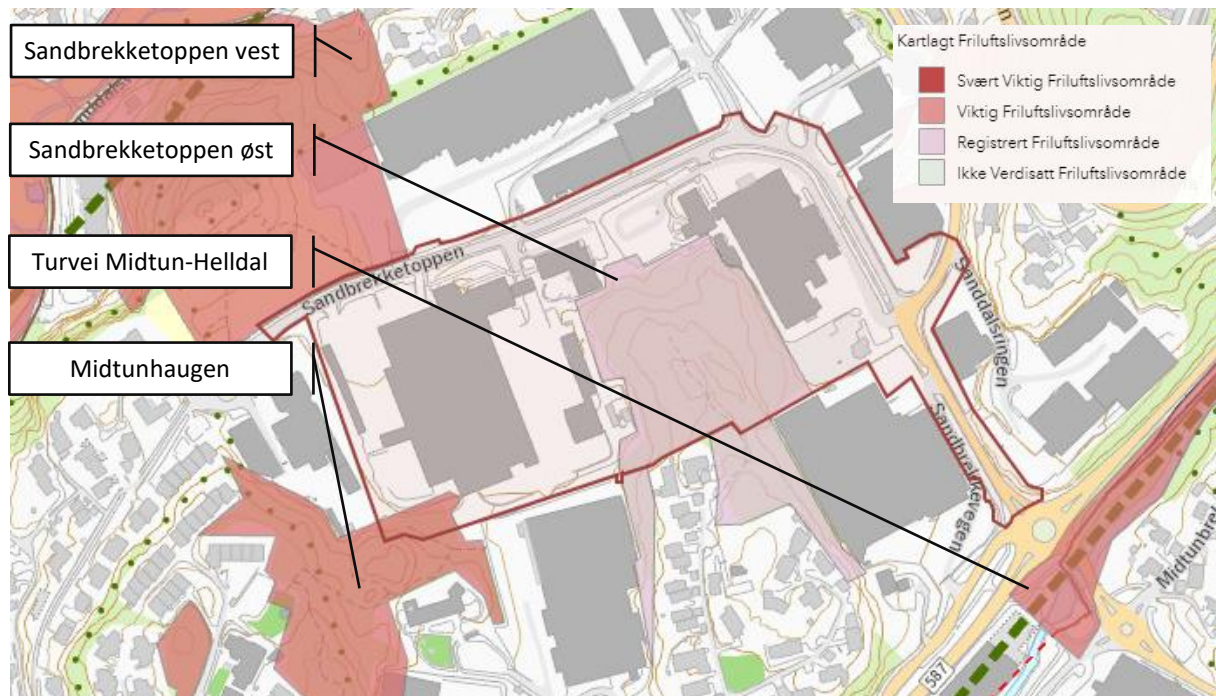 Sandbrekketoppen vest
Sandbrekketoppen øst
Turvei Midtun-Helldal
Midtunhaugen
Kartlagt Friluftslivsområde
Svært Viktig Friluftslivsområde
Viktig Friluftslivsområde
Registrert Friluftslivsområde
Ikke Verdisatt Friluftslivsområde
Sandbrekketoppen
Sanddalsringen
Sandbrekkevegen
587